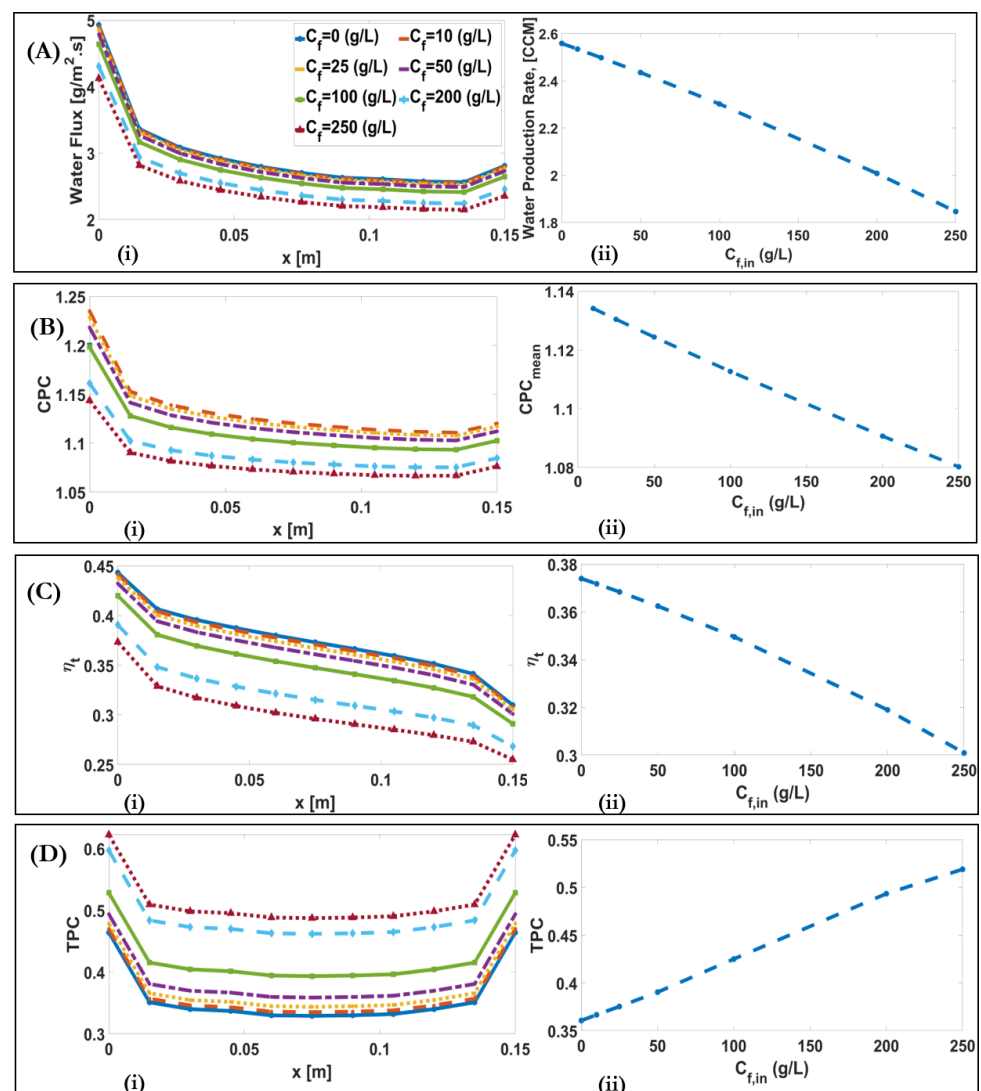 (A)
Water Flux [g/m².s]
5
4
3
2
C_f=0 (g/L) C_f=10 (g/L)
C_f=25 (g/L) C_f=50 (g/L)
C_f=100 (g/L) C_f=200 (g/L)
C_f=250 (g/L)
0 0.05 0.1 0.15
(i) x [m]
Water Production Rate, [CCM]
2.6
2.4
2.2
2
1.8
0 50 100 150 200 250
(ii) C_f,in (g/L)
(B)
CPC
1.25
1.2
1.15
1.1
1.05
0 0.05 0.1 0.15
(i) x [m]
CPC_mean
1.14
1.12
1.1
1.08
0 50 100 150 200 250
(ii) C_f,in (g/L)
(C)
η_t
0.45
0.4
0.35
0.3
0.25
0 0.05 0.1 0.15
(i) x [m]
η_t
0.38
0.36
0.34
0.32
0.3
0 50 100 150 200 250
(ii) C_f,in (g/L)
(D)
TPC
0.6
0.5
0.4
0.3
0 0.05 0.1 0.15
(i) x [m]
TPC
0.55
0.5
0.45
0.4
0.35
0 50 100 150 200 250
(ii) C_f,in (g/L)